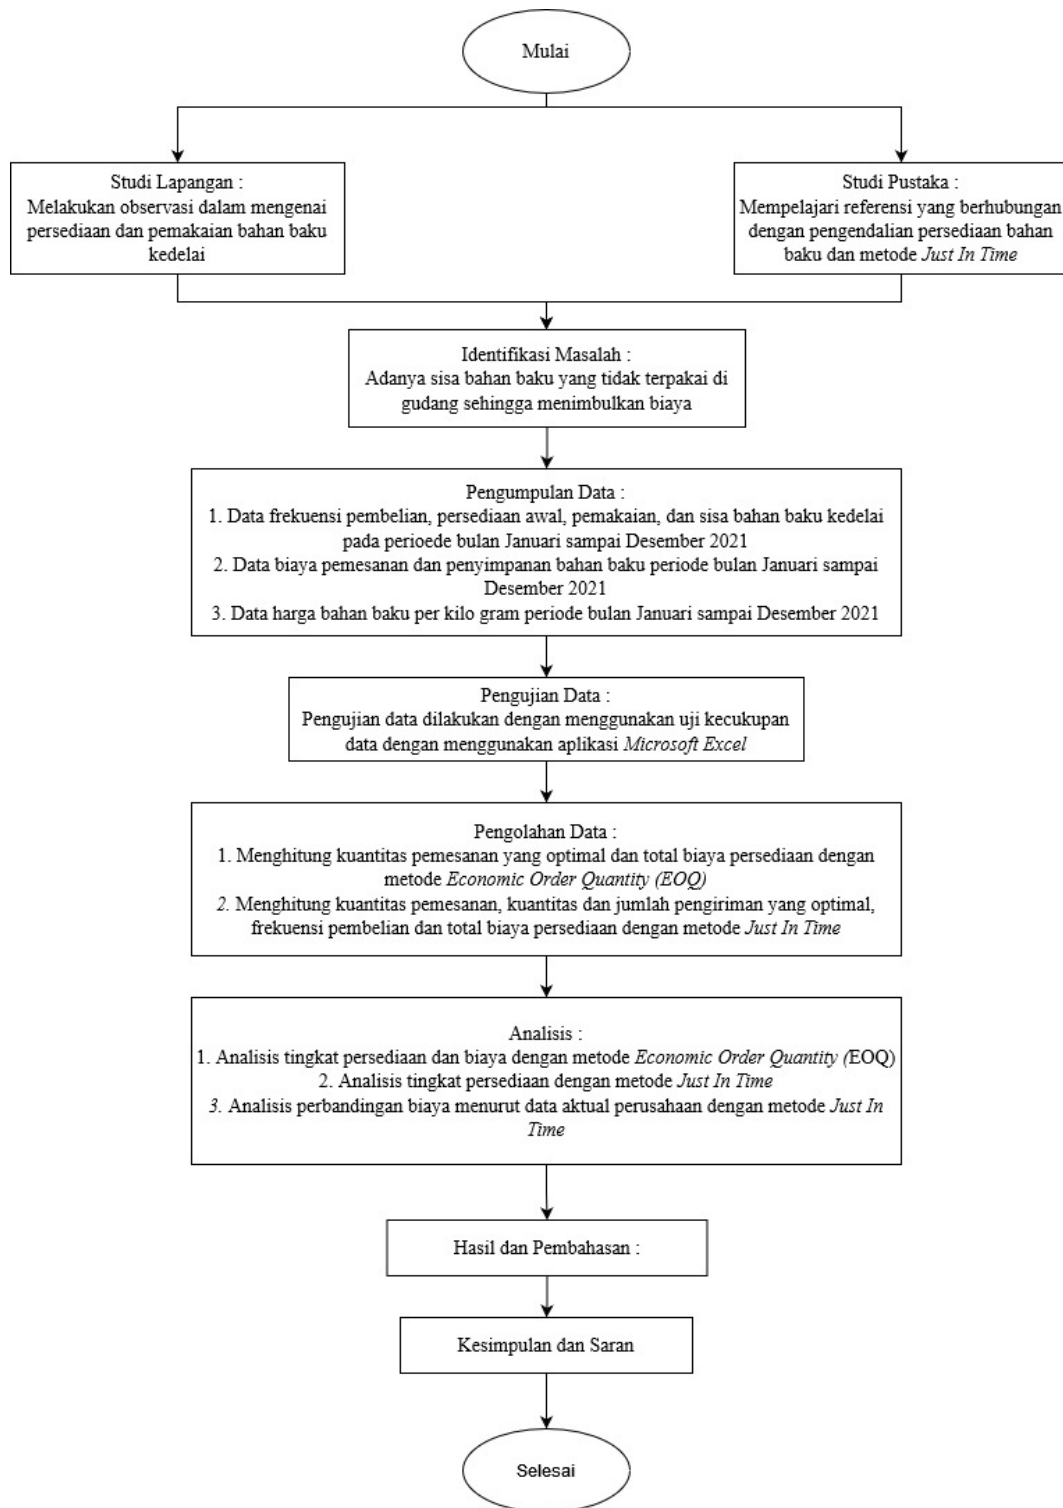 Mulai
Studi Lapangan :
Melakukan observasi dalam mengenai
persediaan dan pemakaian bahan baku
kedelai
Studi Pustaka :
Mempelajari referensi yang berhubungan
dengan pengendalian persediaan bahan
baku dan metode Just In Time
Identifikasi Masalah :
Adanya sisa bahan baku yang tidak terpakai di
gudang sehingga menimbulkan biaya
Pengumpulan Data :
1. Data frekuensi pembelian, persediaan awal, pemakaian, dan sisa bahan baku kedelai
pada perioede bulan Januari sampai Desember 2021
2. Data biaya pemesanan dan penyimpanan bahan baku periode bulan Januari sampai
Desember 2021
3. Data harga bahan baku per kilo gram periode bulan Januari sampai Desember 2021
Pengujian Data :
Pengujian data dilakukan dengan menggunakan uji kecukupan
data dengan menggunakan aplikasi Microsoft Excel
Pengolahan Data :
1. Menghitung kuantitas pemesanan yang optimal dan total biaya persediaan dengan
metode Economic Order Quantity (EOQ)
2. Menghitung kuantitas pemesanan, kuantitas dan jumlah pengiriman yang optimal,
frekuensi pembelian dan total biaya persediaan dengan metode Just In Time
Analisis :
1. Analisis tingkat persediaan dan biaya dengan metode Economic Order Quantity (EOQ)
2. Analisis tingkat persediaan dengan metode Just In Time
3. Analisis perbandingan biaya menurut data aktual perusahaan dengan metode Just In
Time
Hasil dan Pembahasan :
Kesimpulan dan Saran
Selesai